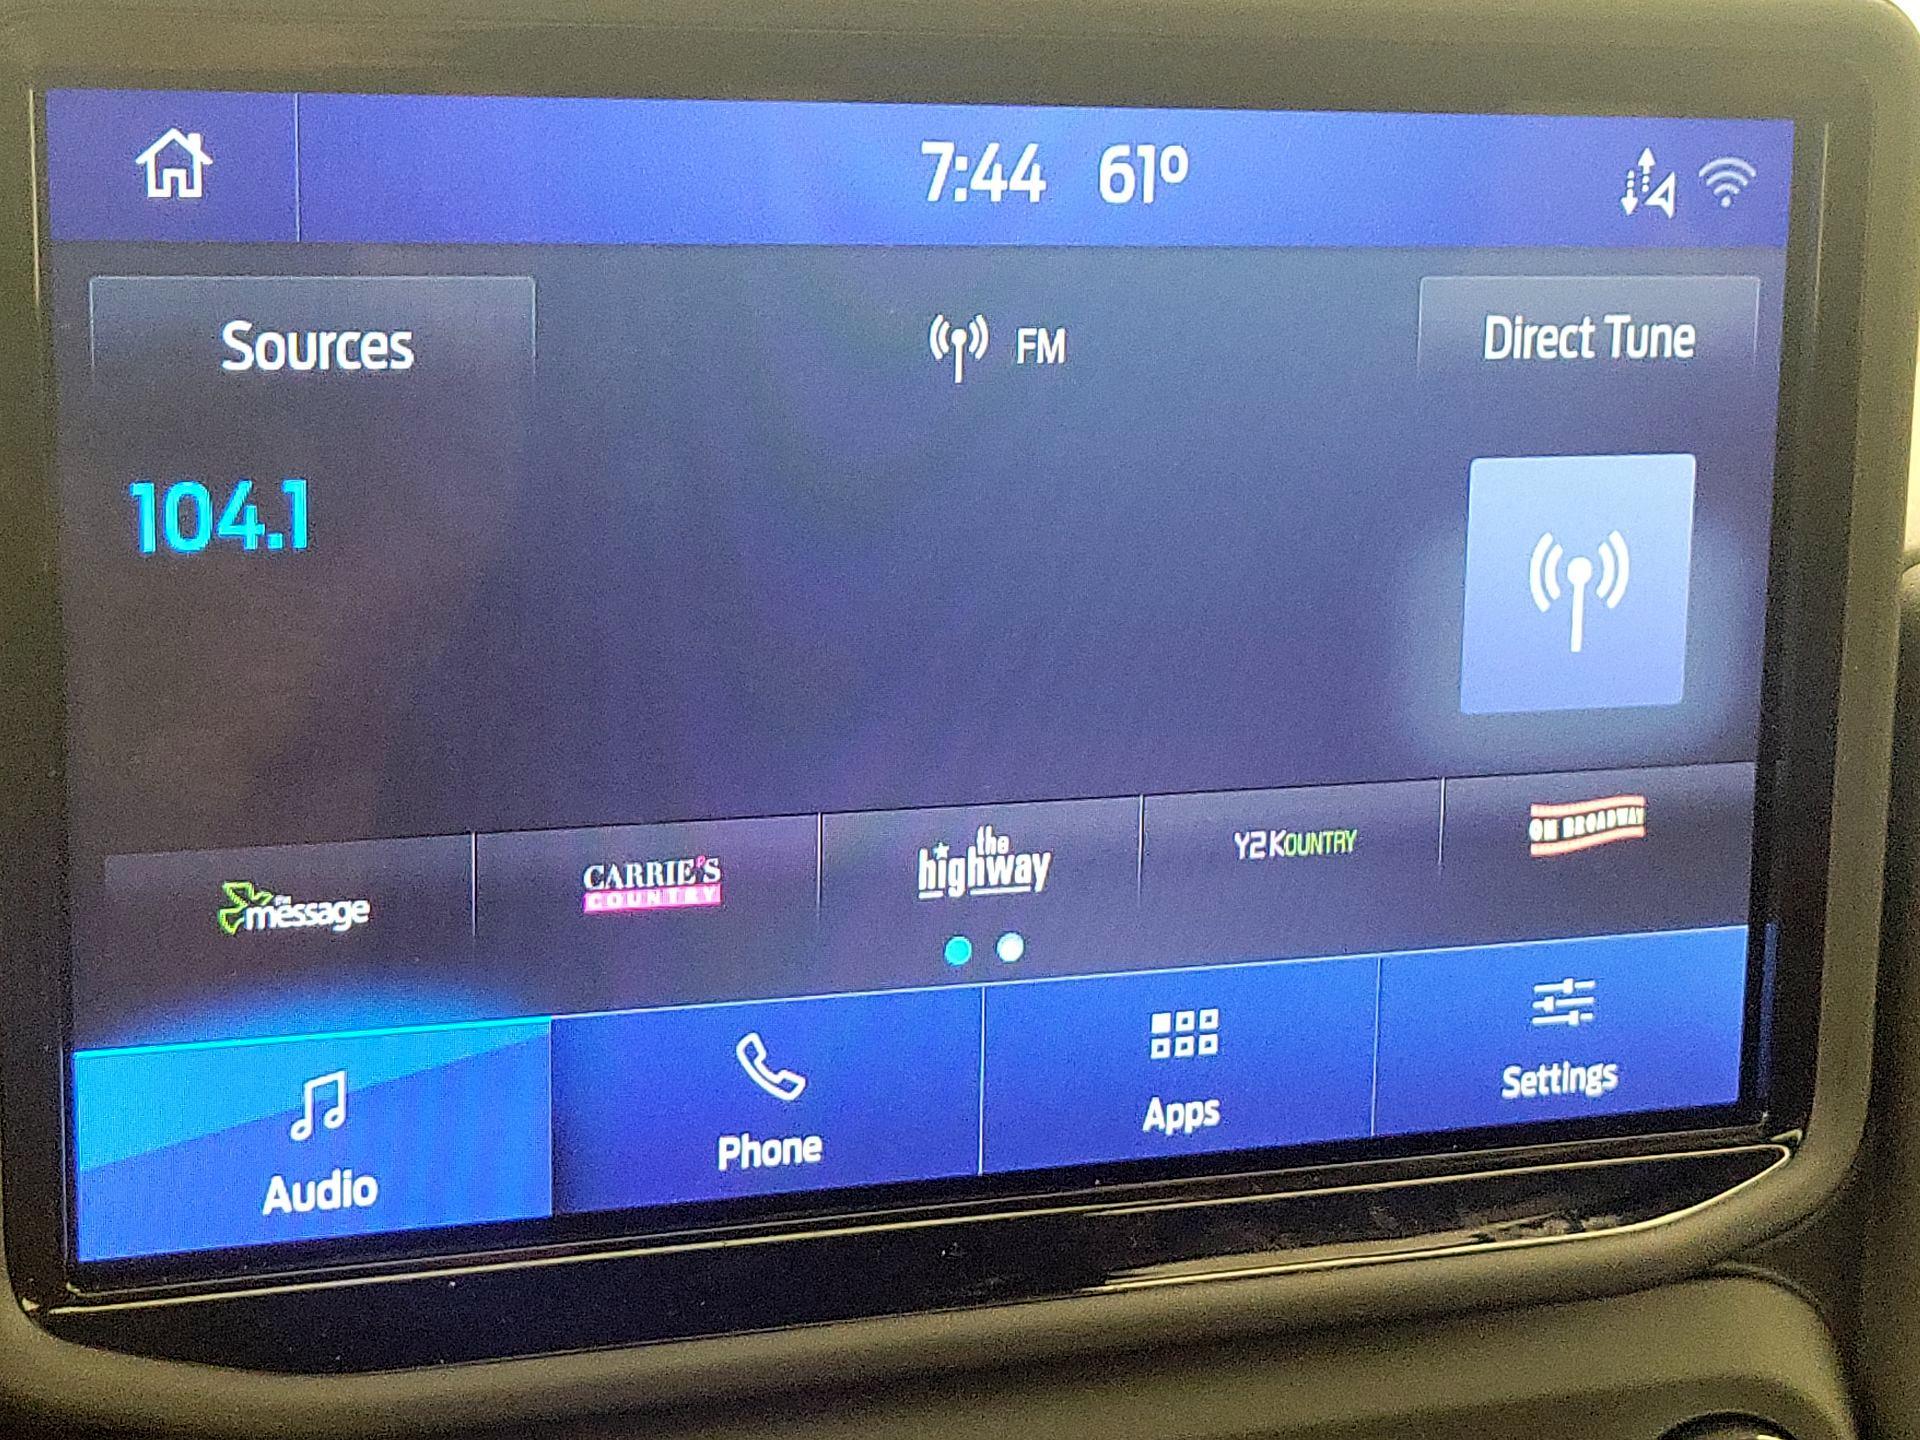 7:44 61°
Sources
FM
Direct Tune
104.1
the message
CARRIE'S COUNTRY
the highway
Y2KOUNTRY
ON BROADWAY
Audio
Phone
Apps
Settings